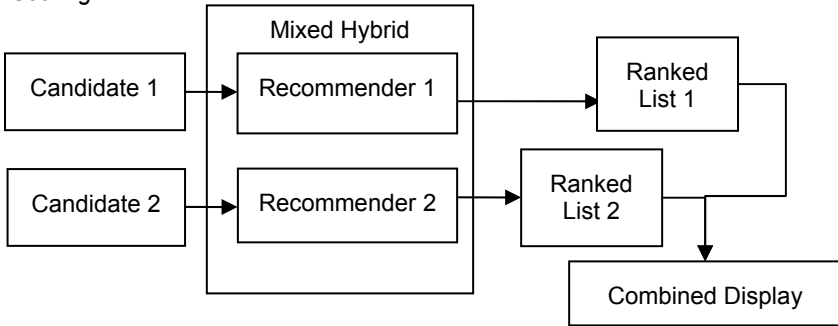 Mixed Hybrid
Candidate 1
Recommender 1
Ranked
List 1
Candidate 2
Recommender 2
Ranked
List 2
Combined Display